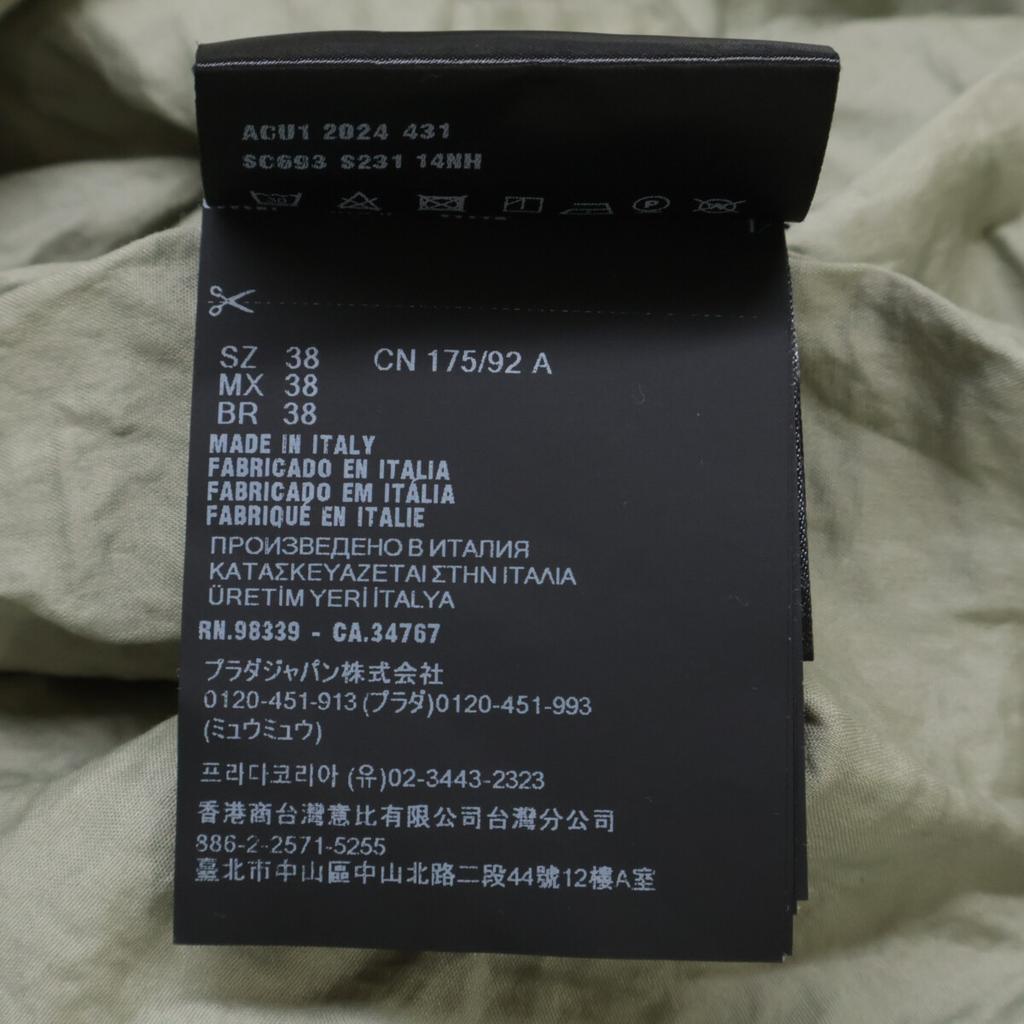 ACU1 2024 431
SC693 S231 14NH
SZ 38 CN 175/92 A
MX 38
BR 38
MADE IN ITALY
FABRICADO EN ITALIA
FABRICADO EM ITÁLIA
FABRIQUÉ EN ITALIE
ПРОИЗВЕДЕНО В ИТАЛИЯ
ΚΑΤΑΣΚΕΥΑΖΕΤΑΙ ΣΤΗΝ ΙΤΑΛΙΑ
ÜRETİM YERİ İTALYA
RN.98339 - CA.34767
プラダジャパン株式会社
0120-451-913 (プラダ)0120-451-993
(ミュウミュウ)
프라다코리아 (유)02-3443-2323
香港商台灣意比有限公司台灣分公司
886-2-2571-5255
臺北市中山區中山北路二段44號12樓A室